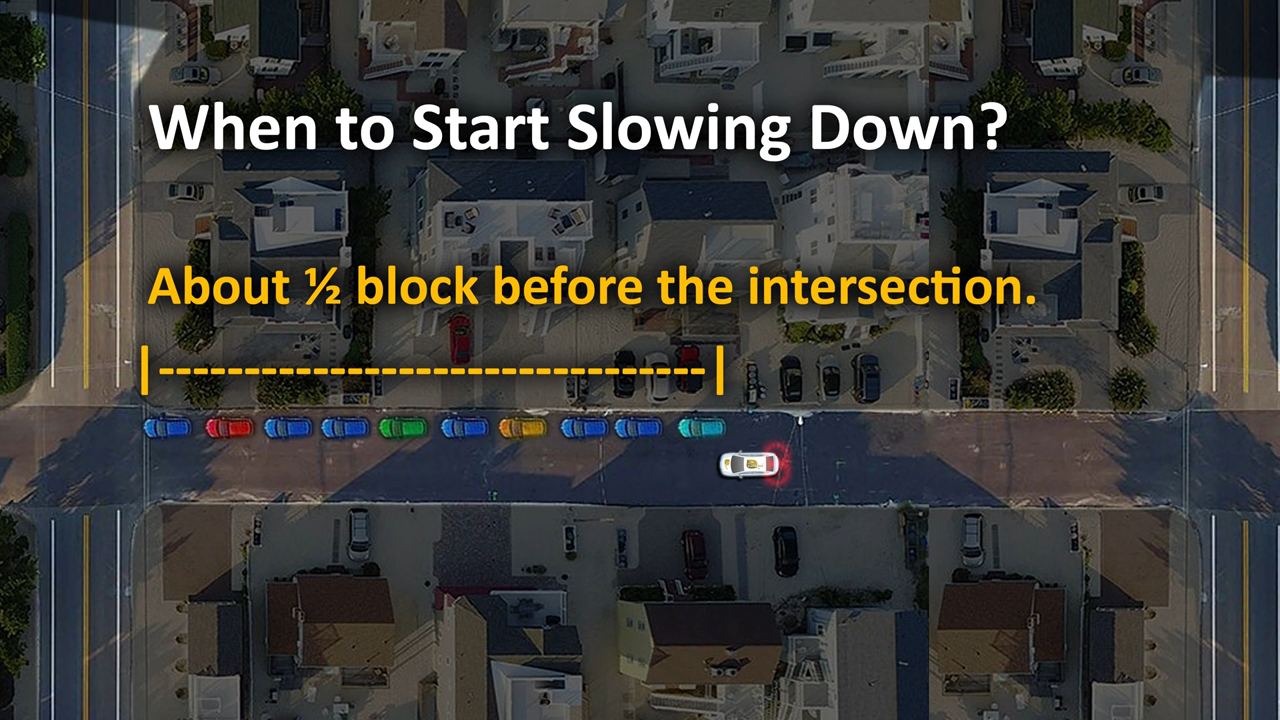 When to Start Slowing Down?
About ½ block before the intersection.
|---------------------------------|